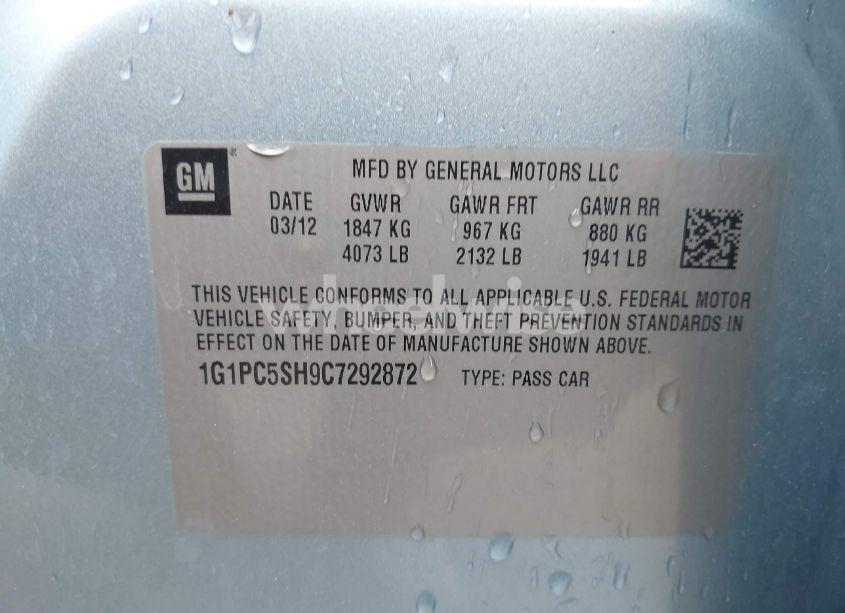 GM
MFD BY GENERAL MOTORS LLC
DATE GVWR GAWR FRT GAWR RR
03/12 1847 KG 967 KG 880 KG
4073 LB 2132 LB 1941 LB
THIS VEHICLE CONFORMS TO ALL APPLICABLE U.S. FEDERAL MOTOR
VEHICLE SAFETY, BUMPER, AND THEFT PREVENTION STANDARDS IN
EFFECT ON THE DATE OF MANUFACTURE SHOWN ABOVE.
1G1PC5SH9C7292872 TYPE: PASS CAR